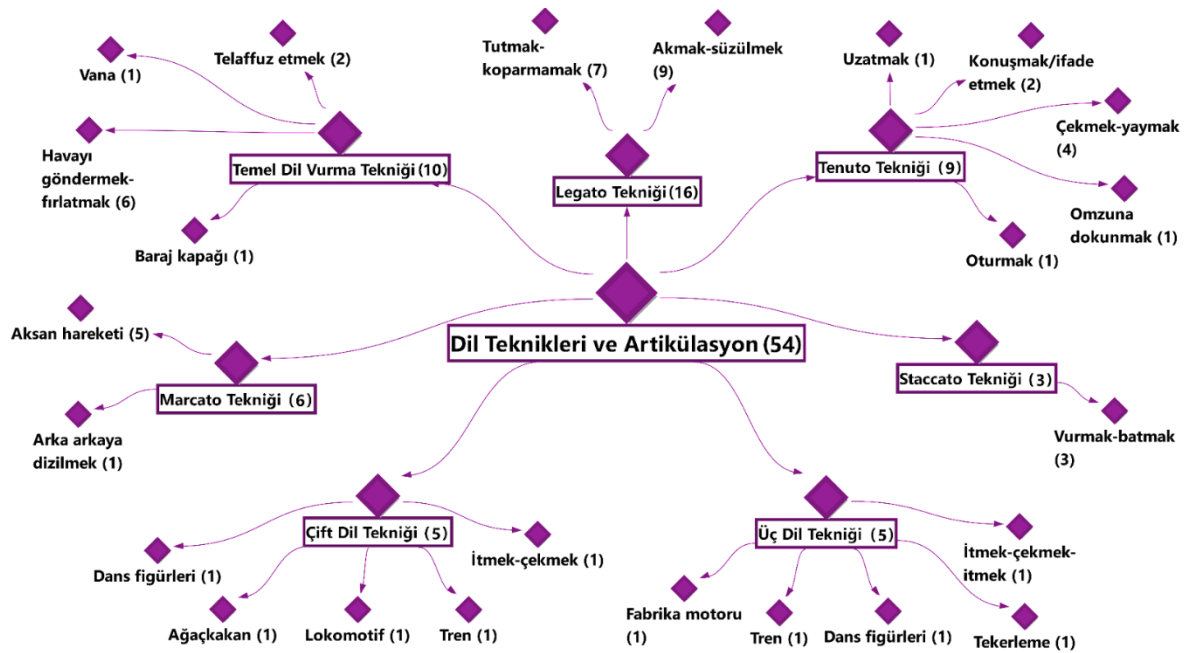 Vana (1)
Telaffuz etmek (2)
Havayı
göndermek-
fırlatmak (6)
Baraj kapağı (1)
Temel Dil Vurma Tekniği (10)
Tutmak-
koparmamak (7)
Akmak-süzülmek
(9)
Legato Tekniği (16)
Uzatmak (1)
Konuşmak/ifade
etmek (2)
Çekmek-yaymak
(4)
Omzuna
dokunmak (1)
Oturmak (1)
Tenuto Tekniği (9)
Dil Teknikleri ve Artikülasyon (54)
Aksan hareketi (5)
Marcato Tekniği (6)
Arka arkaya
dizilmek (1)
Staccato Tekniği (3)
Vurmak-batmak
(3)
Çift Dil Tekniği (5)
Dans figürleri (1)
Ağaçkakan (1)
Lokomotif (1)
Tren (1)
İtmek-çekmek (1)
Üç Dil Tekniği (5)
Fabrika motoru
(1)
Tren (1)
Dans figürleri (1)
Tekerleme (1)
İtmek-çekmek-
itmek (1)